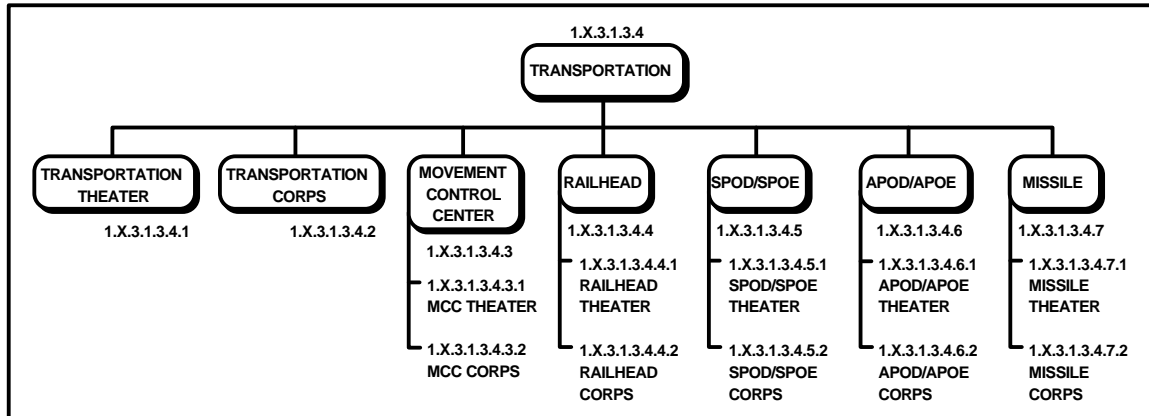 1.X.3.1.3.4
TRANSPORTATION
TRANSPORTATION
THEATER
1.X.3.1.3.4.1
TRANSPORTATION
CORPS
1.X.3.1.3.4.2
MOVEMENT
CONTROL
CENTER
1.X.3.1.3.4.3
1.X.3.1.3.4.3.1
MCC THEATER
1.X.3.1.3.4.3.2
MCC CORPS
RAILHEAD
1.X.3.1.3.4.4
1.X.3.1.3.4.4.1
RAILHEAD
THEATER
1.X.3.1.3.4.4.2
RAILHEAD
CORPS
SPOD/SPOE
1.X.3.1.3.4.5
1.X.3.1.3.4.5.1
SPOD/SPOE
THEATER
1.X.3.1.3.4.5.2
SPOD/SPOE
CORPS
APOD/APOE
1.X.3.1.3.4.6
1.X.3.1.3.4.6.1
APOD/APOE
THEATER
1.X.3.1.3.4.6.2
APOD/APOE
CORPS
MISSILE
1.X.3.1.3.4.7
1.X.3.1.3.4.7.1
MISSILE
THEATER
1.X.3.1.3.4.7.2
MISSILE
CORPS